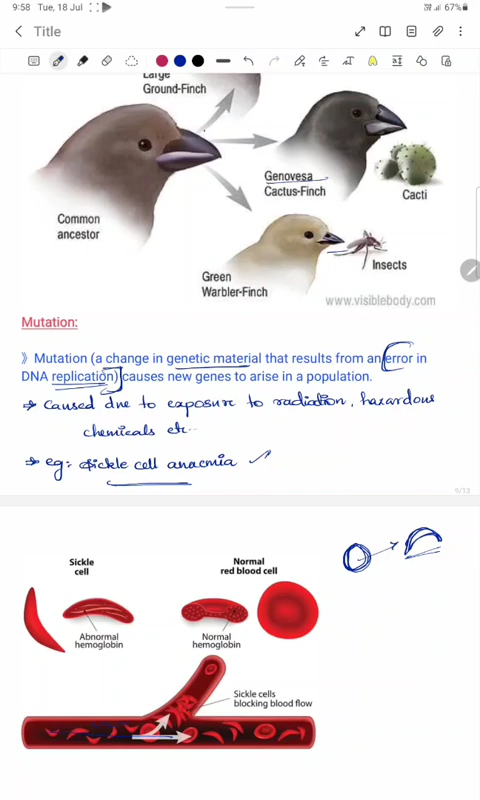 9:58 Tue, 18 Jul
67%
Title
Large
Ground-Finch
Genovesa
Cactus-Finch
Cacti
Common
ancestor
Insects
Green
Warbler-Finch
www.visiblebody.com
Mutation:
》Mutation (a change in genetic material that results from an error in
DNA replication) causes new genes to arise in a population.
→ Caused due to exposure to radiation, hazardous
chemicals etc..
→ eg: Sickle cell anaemia ✓
9/13
Sickle
cell
Normal
red blood cell
Abnormal
hemoglobin
Normal
hemoglobin
Sickle cells
blocking blood flow